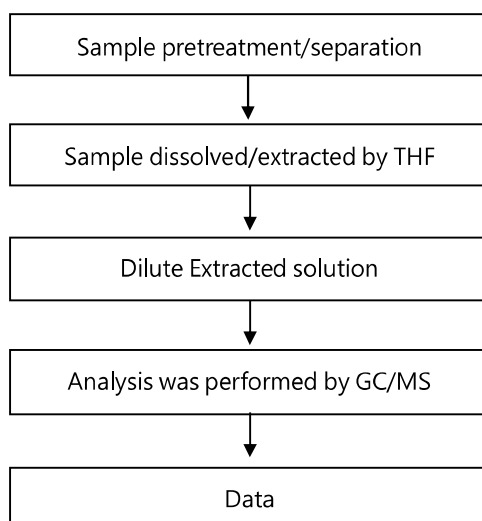 Sample pretreatment/separation
Sample dissolved/extracted by THF
Dilute Extracted solution
Analysis was performed by GC/MS
Data